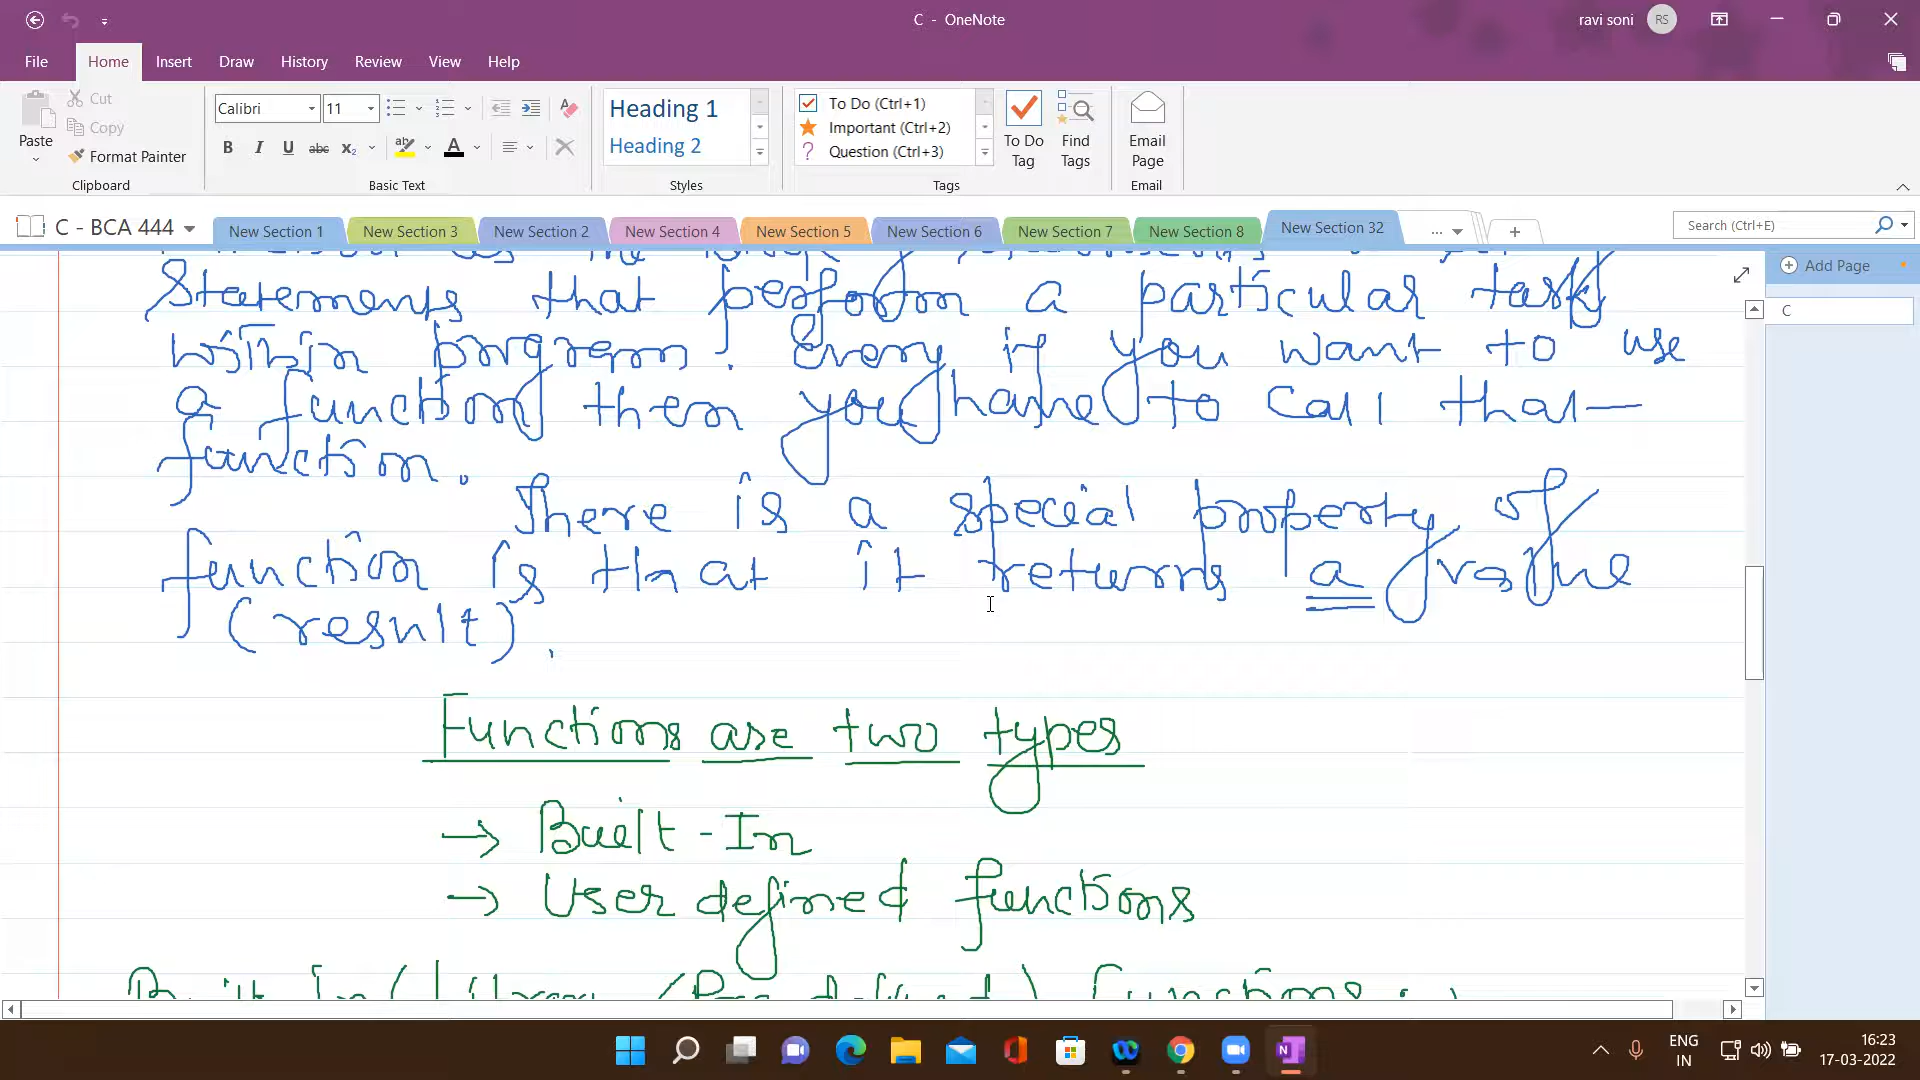 C - OneNote
ravi soni
RS
File Home Insert Draw History Review View Help
Cut
Copy
Format Painter
Paste
Clipboard
Calibri 11
B I U abc X₂ ab A
Basic Text
Heading 1
Heading 2
Styles
To Do (Ctrl+1)
Important (Ctrl+2)
Question (Ctrl+3)
Tags
To Do Tag
Find Tags
Email Page
Email
C - BCA 444
New Section 1 New Section 3 New Section 2 New Section 4 New Section 5 New Section 6 New Section 7 New Section 8 New Section 32 ... +
Search (Ctrl+E)
Add Page
C
Statements that perform a particular task
within program. Every if you want to use
a function then you have to call that
function.
There is a special property of
function is that it returns a value
(result).
Functions are two types
→ Built-In
→ User defined functions
ENG
IN
16:23
17-03-2022